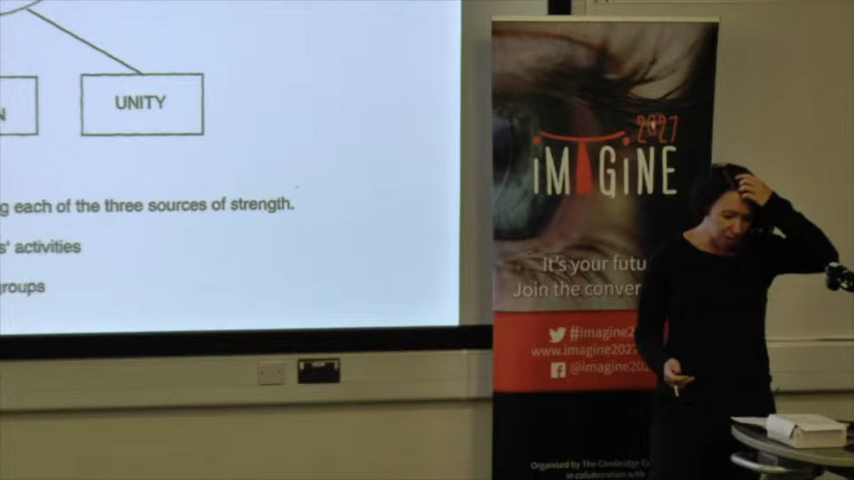 N
UNITY
g each of the three sources of strength.
s' activities
groups
2027
iMAGiNE
It's your futu
Join the conver
#imagine2
www.imagine2027
@imagine202
Organised by The Cambridge C
in collaboration with